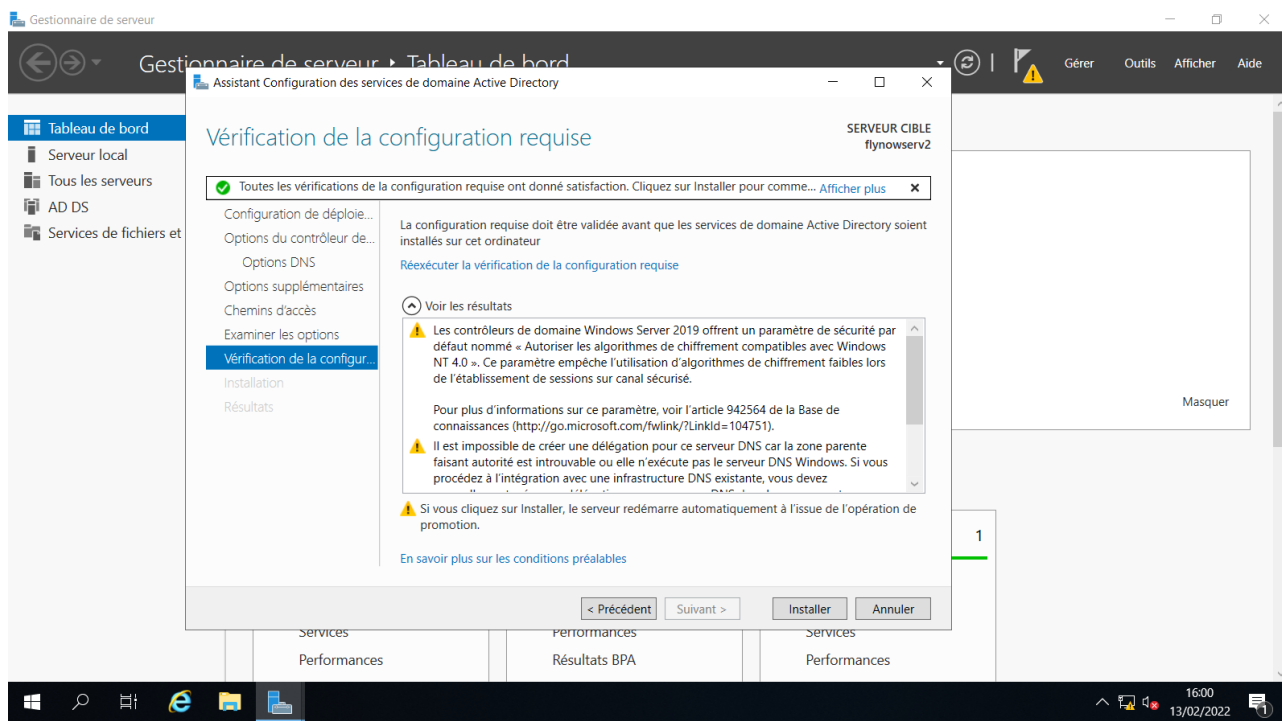 Gestionnaire de serveur
Gestionnaire de serveur ‣ Tableau de bord
Gérer Outils Afficher Aide
Tableau de bord
Serveur local
Tous les serveurs
AD DS
Services de fichiers et
Assistant Configuration des services de domaine Active Directory
Vérification de la configuration requise
SERVEUR CIBLE
flynowserv2
Toutes les vérifications de la configuration requise ont donné satisfaction. Cliquez sur Installer pour comme... Afficher plus
Configuration de déploie...
Options du contrôleur de...
Options DNS
Options supplémentaires
Chemins d'accès
Examiner les options
Vérification de la configur...
Installation
Résultats
La configuration requise doit être validée avant que les services de domaine Active Directory soient
installés sur cet ordinateur
Réexécuter la vérification de la configuration requise
Voir les résultats
Les contrôleurs de domaine Windows Server 2019 offrent un paramètre de sécurité par
défaut nommé « Autoriser les algorithmes de chiffrement compatibles avec Windows
NT 4.0 ». Ce paramètre empêche l'utilisation d'algorithmes de chiffrement faibles lors
de l'établissement de sessions sur canal sécurisé.
Pour plus d'informations sur ce paramètre, voir l'article 942564 de la Base de
connaissances (http://go.microsoft.com/fwlink/?LinkId=104751).
Il est impossible de créer une délégation pour ce serveur DNS car la zone parente
faisant autorité est introuvable ou elle n'exécute pas le serveur DNS Windows. Si vous
procédez à l'intégration avec une infrastructure DNS existante, vous devez
Si vous cliquez sur Installer, le serveur redémarre automatiquement à l'issue de l'opération de
promotion.
En savoir plus sur les conditions préalables
< Précédent Suivant > Installer Annuler
Masquer
1
Services Performances Services
Performances Résultats BPA Performances
16:00
13/02/2022
1